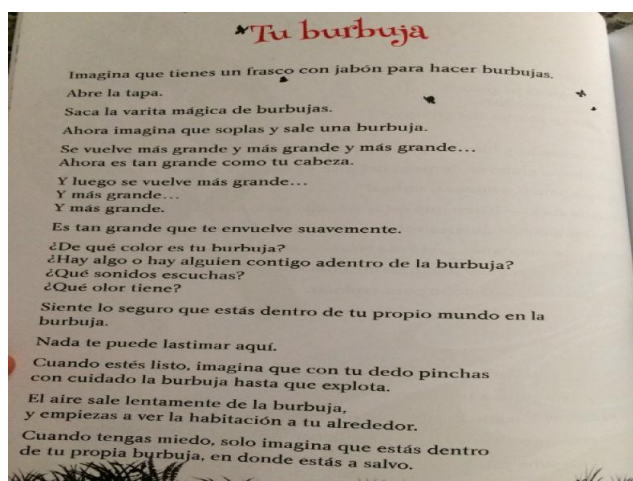 Tu burbuja
Imagina que tienes un frasco con jabón para hacer burbujas.
Abre la tapa.
Saca la varita mágica de burbujas.
Ahora imagina que soplas y sale una burbuja.
Se vuelve más grande y más grande y más grande...
Ahora es tan grande como tu cabeza.
Y luego se vuelve más grande...
Y más grande...
Y más grande.
Es tan grande que te envuelve suavemente.
¿De qué color es tu burbuja?
¿Hay algo o hay alguien contigo adentro de la burbuja?
¿Qué sonidos escuchas?
¿Qué olor tiene?
Siente lo seguro que estás dentro de tu propio mundo en la
burbuja.
Nada te puede lastimar aquí.
Cuando estés listo, imagina que con tu dedo pinchas
con cuidado la burbuja hasta que explota.
El aire sale lentamente de la burbuja,
y empiezas a ver la habitación a tu alrededor.
Cuando tengas miedo, solo imagina que estás dentro
de tu propia burbuja, en donde estás a salvo.